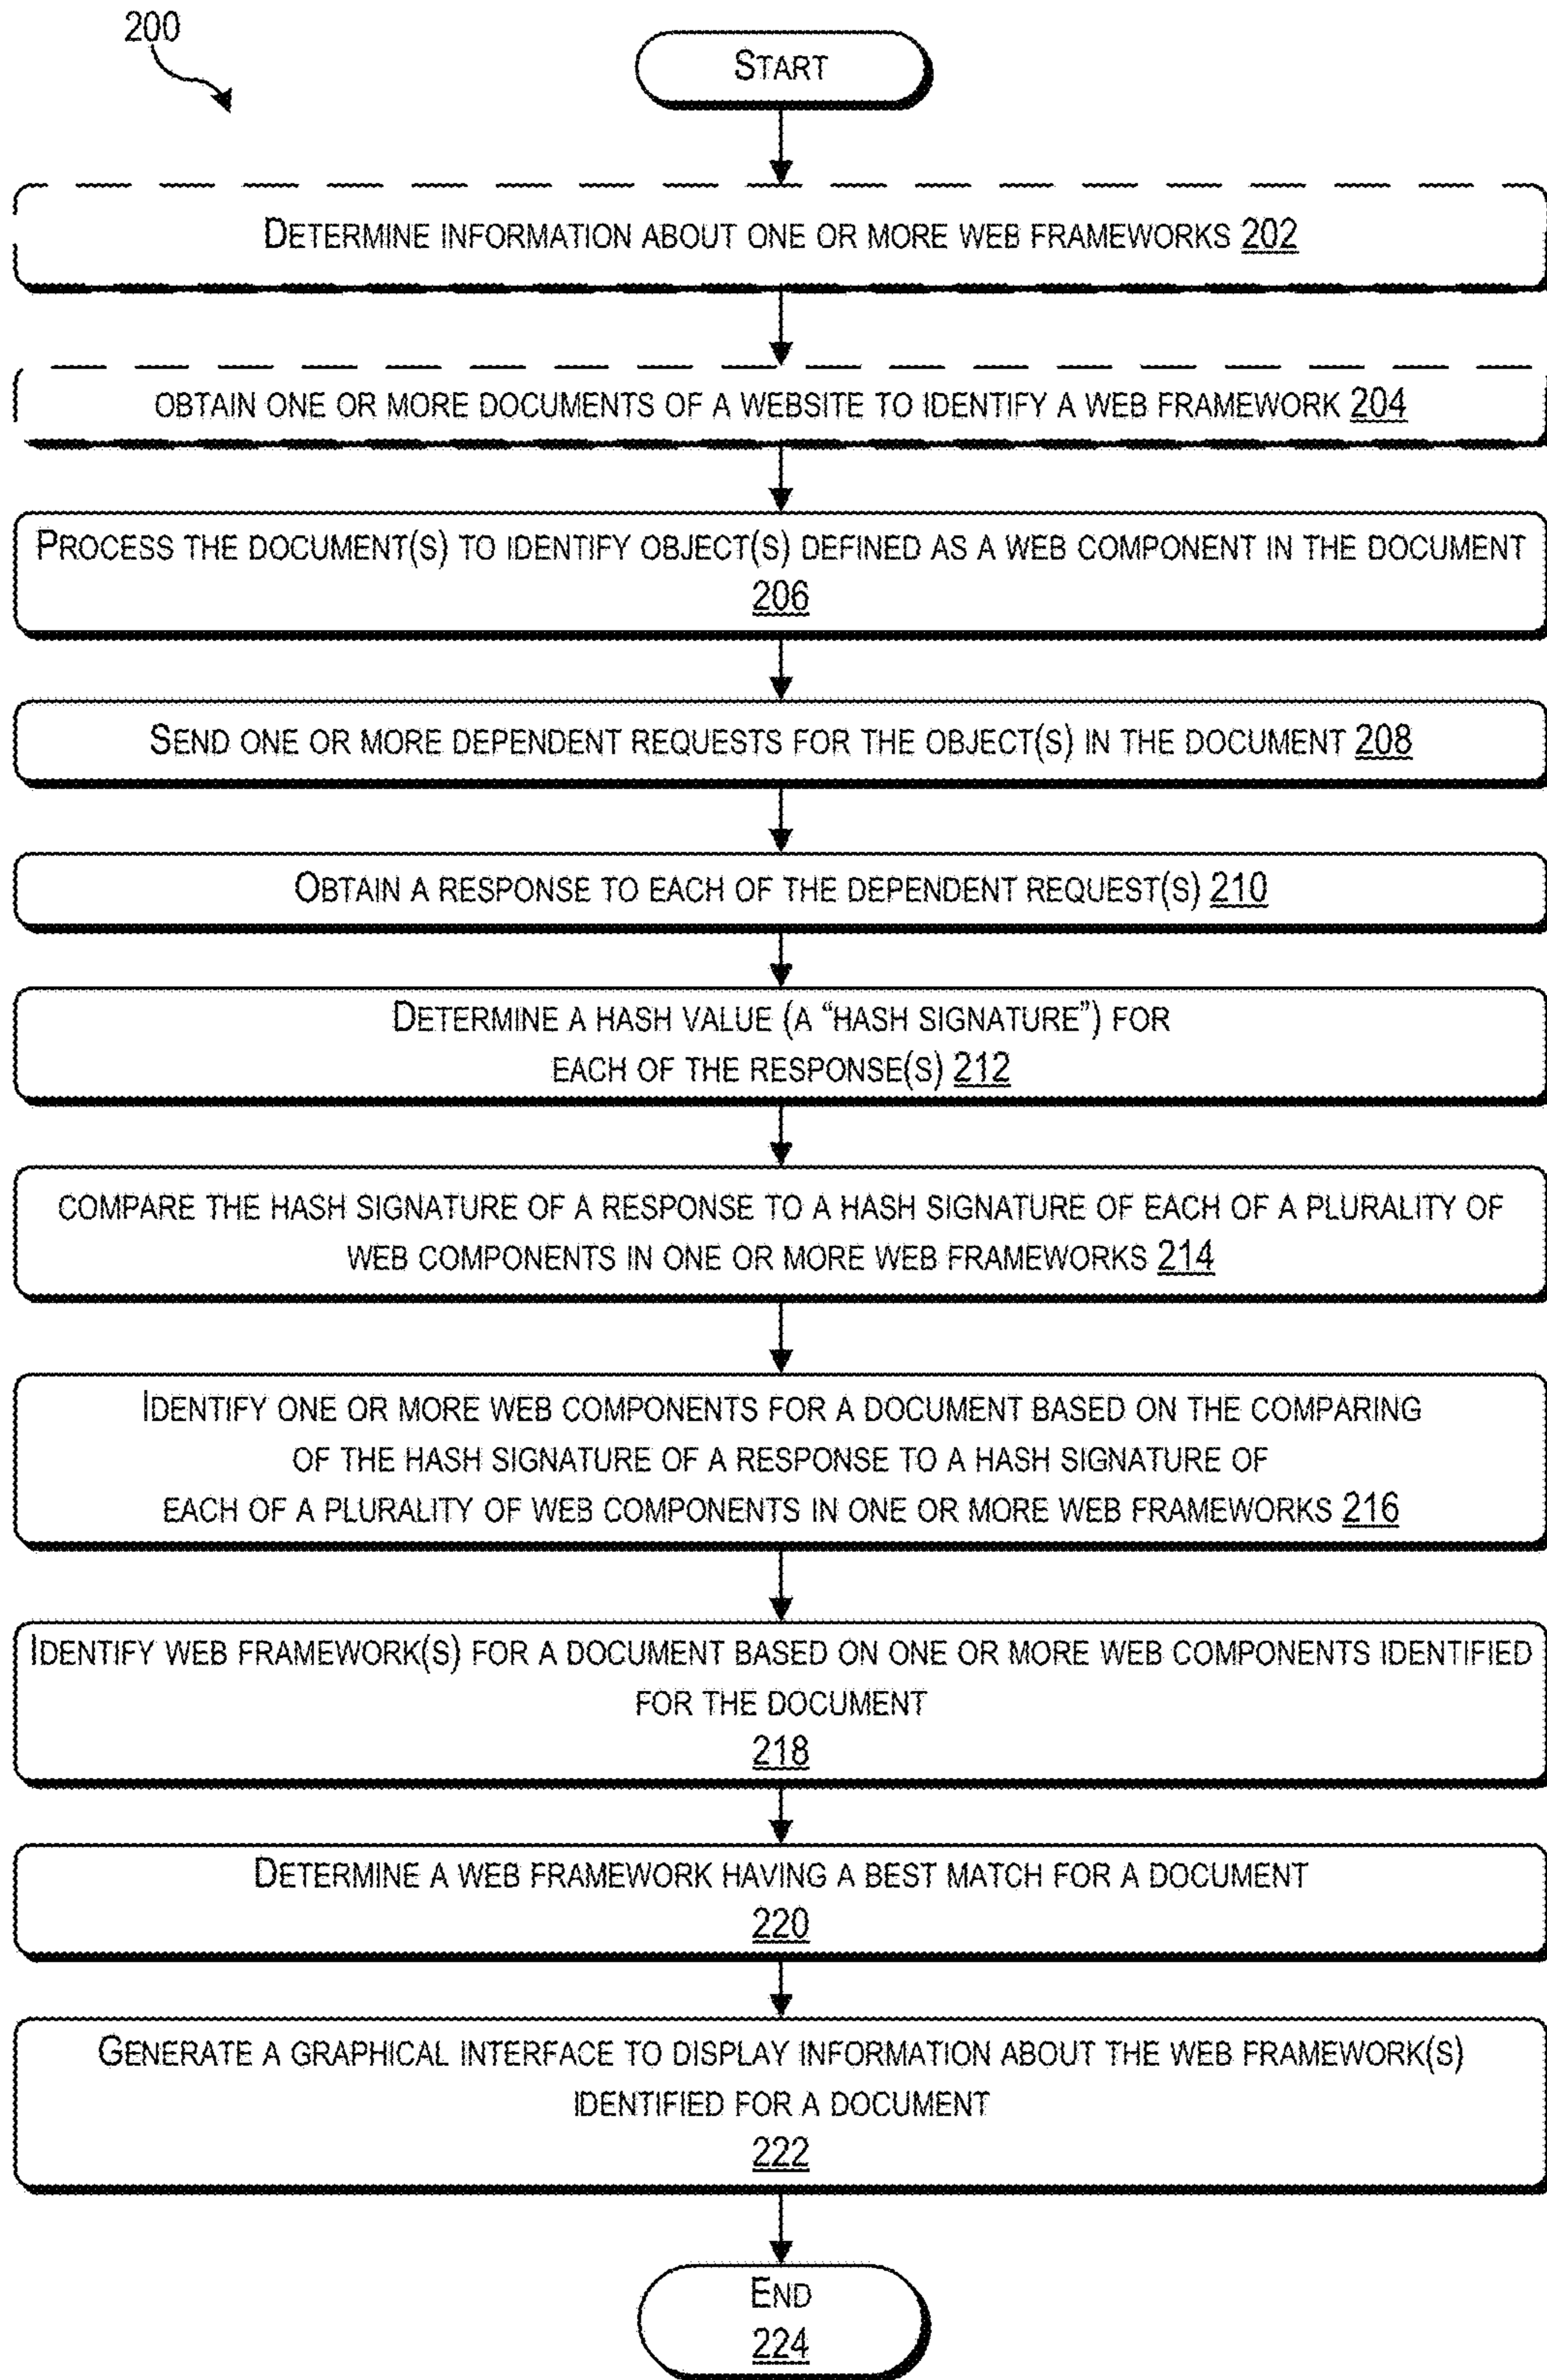 200
START
DETERMINE INFORMATION ABOUT ONE OR MORE WEB FRAMEWORKS 202
OBTAIN ONE OR MORE DOCUMENTS OF A WEBSITE TO IDENTIFY A WEB FRAMEWORK 204
PROCESS THE DOCUMENT(S) TO IDENTIFY OBJECT(S) DEFINED AS A WEB COMPONENT IN THE DOCUMENT
206
SEND ONE OR MORE DEPENDENT REQUESTS FOR THE OBJECT(S) IN THE DOCUMENT 208
OBTAIN A RESPONSE TO EACH OF THE DEPENDENT REQUEST(S) 210
DETERMINE A HASH VALUE (A “HASH SIGNATURE”) FOR
EACH OF THE RESPONSE(S) 212
COMPARE THE HASH SIGNATURE OF A RESPONSE TO A HASH SIGNATURE OF EACH OF A PLURALITY OF
WEB COMPONENTS IN ONE OR MORE WEB FRAMEWORKS 214
IDENTIFY ONE OR MORE WEB COMPONENTS FOR A DOCUMENT BASED ON THE COMPARING
OF THE HASH SIGNATURE OF A RESPONSE TO A HASH SIGNATURE OF
EACH OF A PLURALITY OF WEB COMPONENTS IN ONE OR MORE WEB FRAMEWORKS 216
IDENTIFY WEB FRAMEWORK(S) FOR A DOCUMENT BASED ON ONE OR MORE WEB COMPONENTS IDENTIFIED
FOR THE DOCUMENT
218
DETERMINE A WEB FRAMEWORK HAVING A BEST MATCH FOR A DOCUMENT
220
GENERATE A GRAPHICAL INTERFACE TO DISPLAY INFORMATION ABOUT THE WEB FRAMEWORK(S)
IDENTIFIED FOR A DOCUMENT
222
END
224